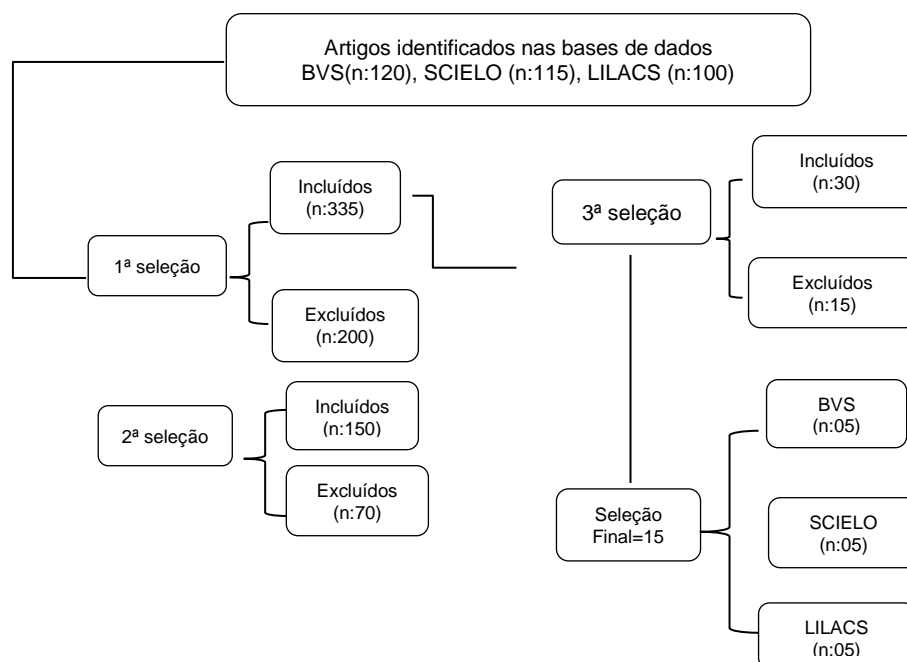 Artigos identificados nas bases de dados
BVS(n:120), SCIELO (n:115), LILACS (n:100)
1ª seleção
Incluídos
(n:335)
Excluídos
(n:200)
2ª seleção
Incluídos
(n:150)
Excluídos
(n:70)
3ª seleção
Incluídos
(n:30)
Excluídos
(n:15)
Seleção
Final=15
BVS
(n:05)
SCIELO
(n:05)
LILACS
(n:05)